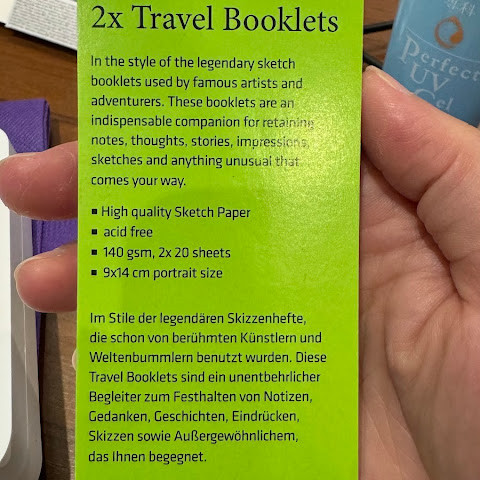 2x Travel Booklets
In the style of the legendary sketch
booklets used by famous artists and
adventurers. These booklets are an
indispensable companion for retaining
notes, thoughts, stories, impressions,
sketches and anything unusual that
comes your way.
▪ High quality Sketch Paper
▪ acid free
▪ 140 gsm, 2x 20 sheets
▪ 9x14 cm portrait size
Im Stile der legendären Skizzenhefte,
die schon von berühmten Künstlern und
Weltenbummlern benutzt wurden. Diese
Travel Booklets sind ein unentbehrlicher
Begleiter zum Festhalten von Notizen,
Gedanken, Geschichten, Eindrücken,
Skizzen sowie Außergewöhnlichem,
das Ihnen begegnet.
Perfect
UV
Gel